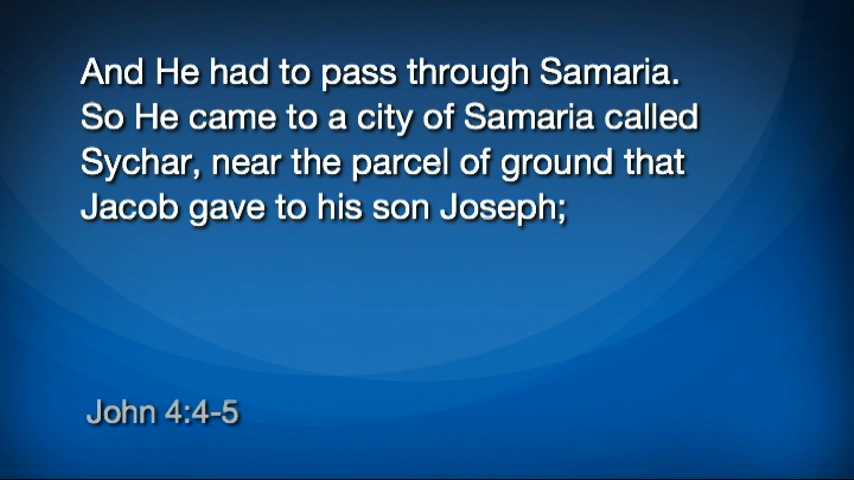 And He had to pass through Samaria.
So He came to a city of Samaria called
Sychar, near the parcel of ground that
Jacob gave to his son Joseph;
John 4:4-5